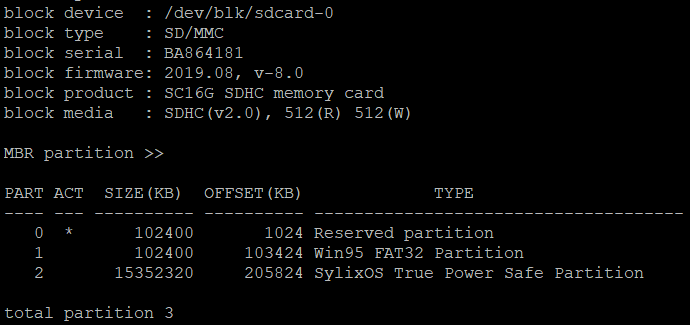 block device  : /dev/blk/sdcard-0
block type    : SD/MMC
block serial  : BA864181
block firmware: 2019.08, v-8.0
block product : SC16G SDHC memory card
block media   : SDHC(v2.0), 512(R) 512(W)

MBR partition >>

PART ACT  SIZE(KB)  OFFSET(KB)             TYPE
---- --- ---------- ---------- -------------------------------------
   0  *      102400       1024 Reserved partition
   1         102400     103424 Win95 FAT32 Partition
   2       15352320     205824 SylixOS True Power Safe Partition

total partition 3